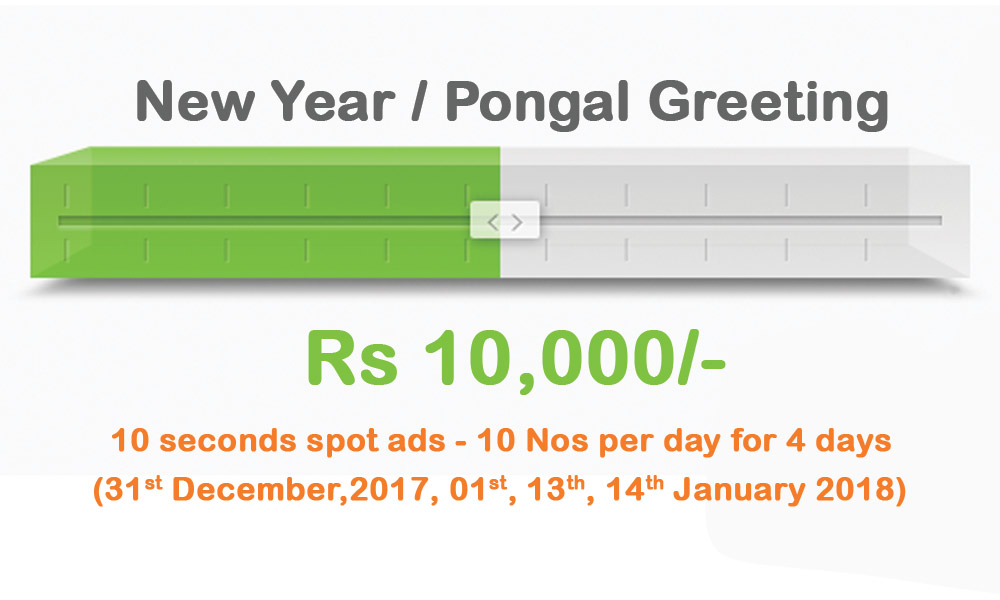 New Year / Pongal Greeting
Rs 10,000/-
10 seconds spot ads - 10 Nos per day for 4 days
(31st December,2017, 01st, 13th, 14th January 2018)